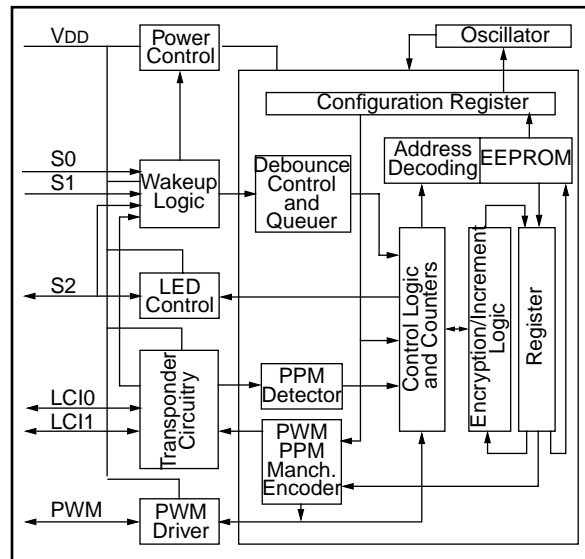 VDD
Power
Control
Oscillator
Configuration Register
S0
S1
Wakeup
Logic
Debounce
Control
and
Queuer
Address
Decoding
EEPROM
S2
LED
Control
Control Logic
and Counters
Encryption/Increment
Logic
Register
LCI0
LCI1
Transponder
Circuitry
PPM
Detector
PWM
PPM
Manch.
Encoder
PWM
PWM
Driver